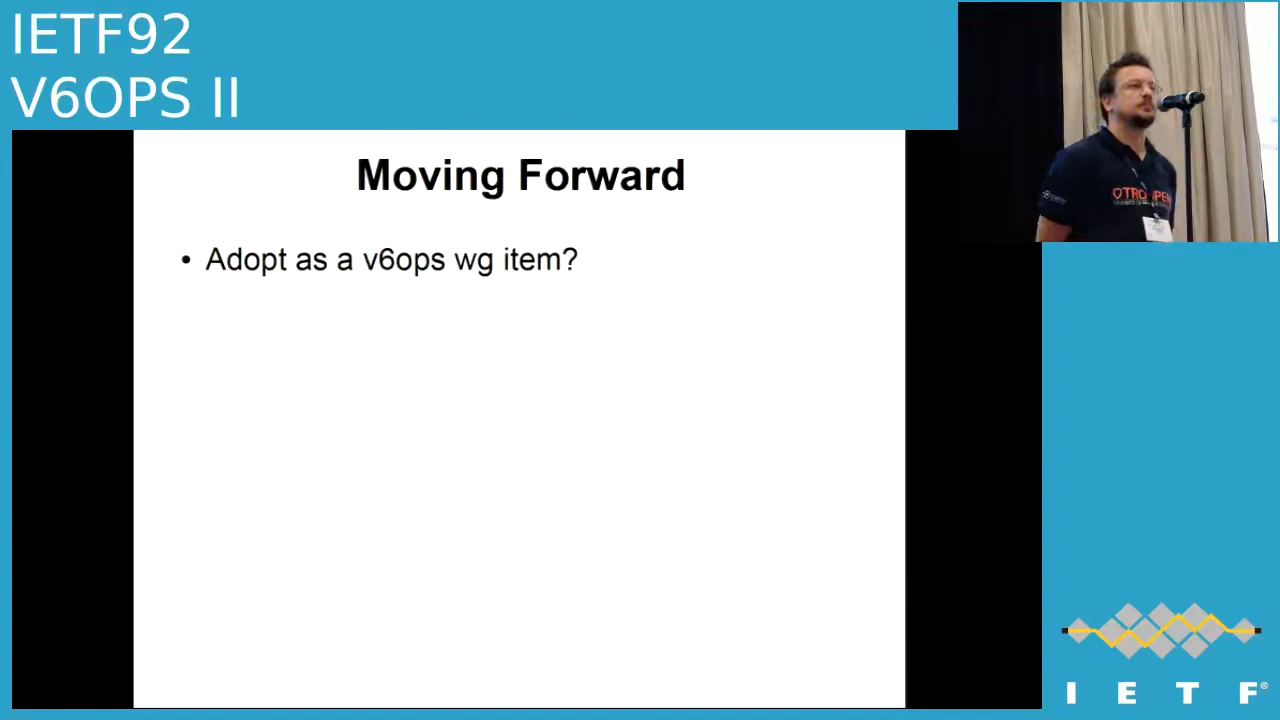 IETF92
V6OPS II
Moving Forward
• Adopt as a v6ops wg item?
I E T F®